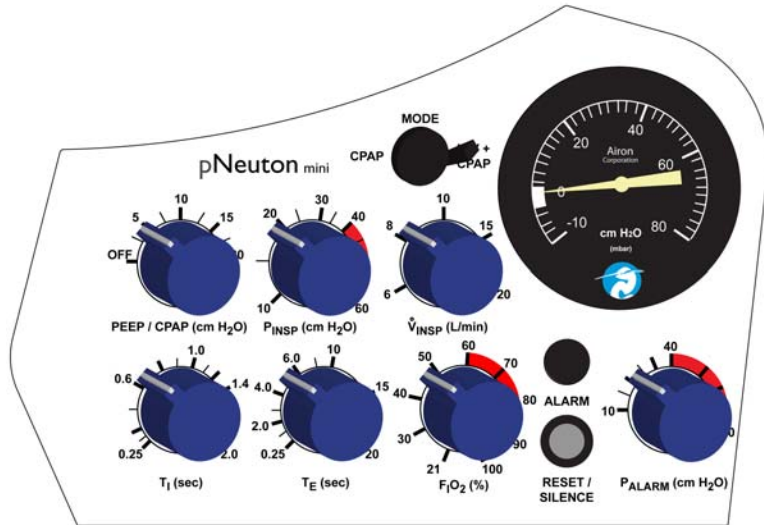 MODE
CPAP
+
CPAP
pNeuton mini
Airon
Corporation
-10
0
20
40
60
80
cm H₂O
(mbar)
OFF
5
10
15
PEEP / CPAP (cm H₂O)
10
20
30
40
60
PINSP (cm H₂O)
6
8
10
15
20
V̊INSP (L/min)
0.25
0.6
1.0
1.4
2.0
TI (sec)
0.25
2.0
4.0
6.0
10
15
20
TE (sec)
21
30
40
50
60
70
80
90
100
FIO₂ (%)
ALARM
RESET /
SILENCE
10
40
PALARM (cm H₂O)